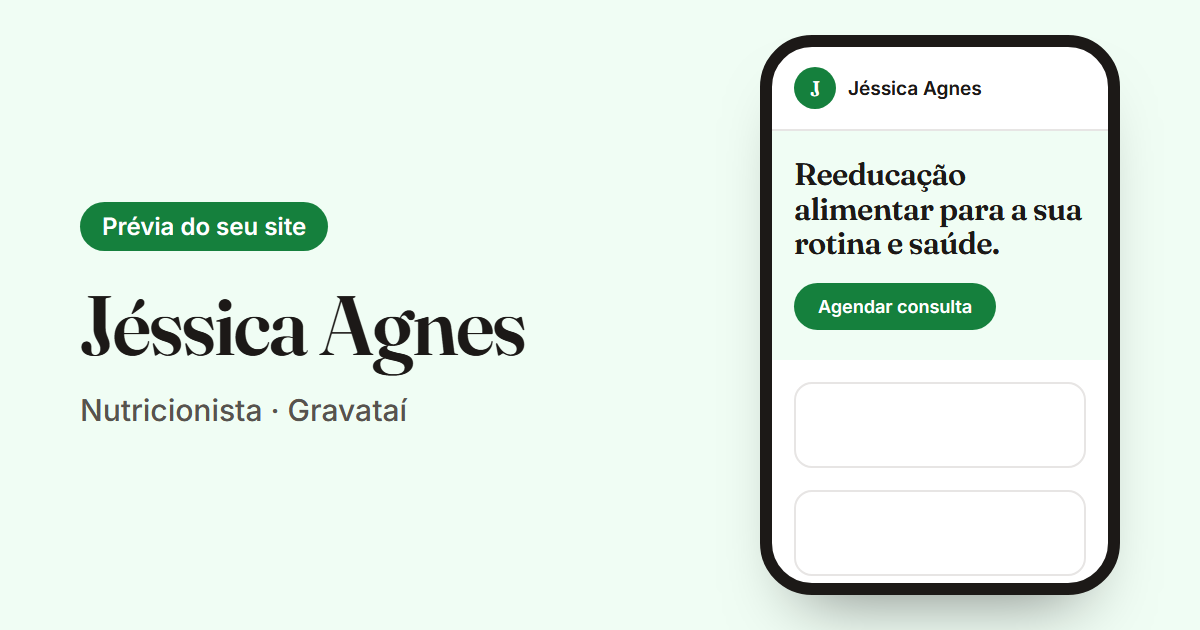 Prévia do seu site
Jéssica Agnes
Nutricionista · Gravataí
J
Jéssica Agnes
Reeducação
alimentar para a sua
rotina e saúde.
Agendar consulta